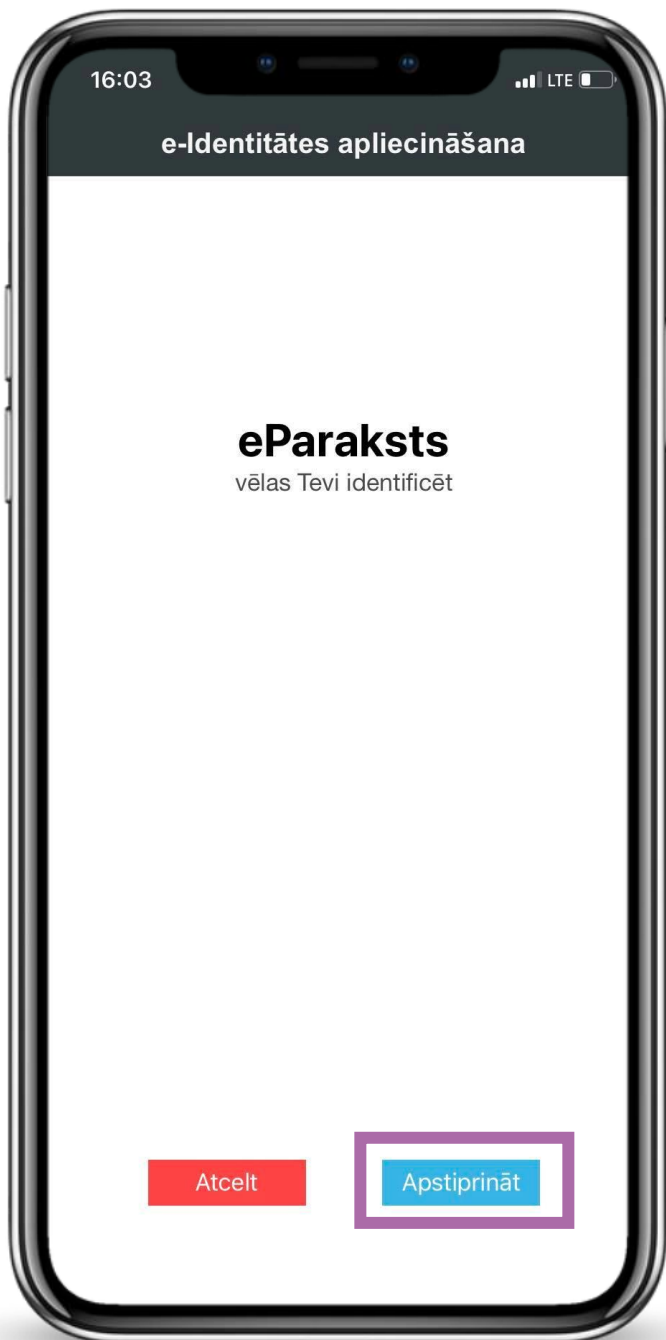 16:03
LTE
e-Identitātes apliecināšana
eParaksts
vēlas Tevi identificēt
Atcelt
Apstiprināt